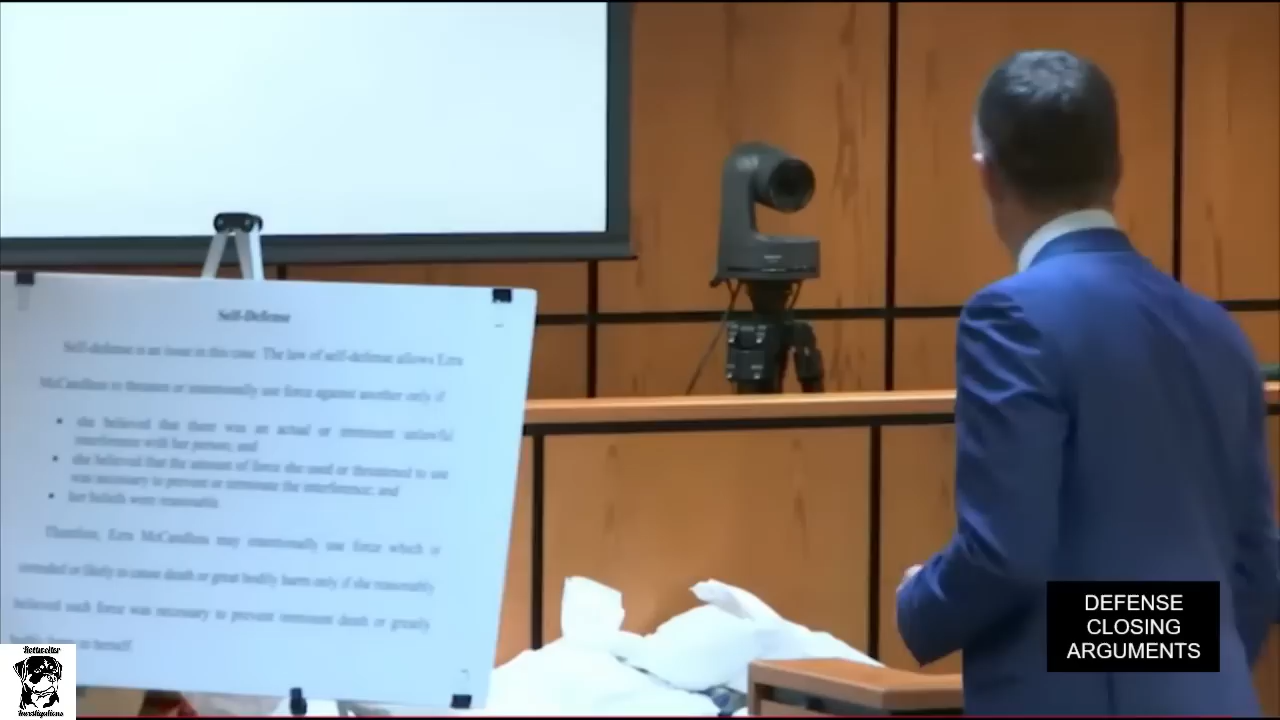 Self-Defense
Self-defense is an issue in this case. The law of self-defense allows Ezra
McCandless to threaten or intentionally use force against another only if
• she believed that there was an actual or imminent unlawful
interference with her person; and
• she believed that the amount of force she used or threatened to use
was necessary to prevent or terminate the interference; and
• her beliefs were reasonable.
Therefore, Ezra McCandless may intentionally use force which is
intended or likely to cause death or great bodily harm only if she reasonably
believed such force was necessary to prevent imminent death or
to herself
DEFENSE
CLOSING
ARGUMENTS
Rottweiler
Investigations